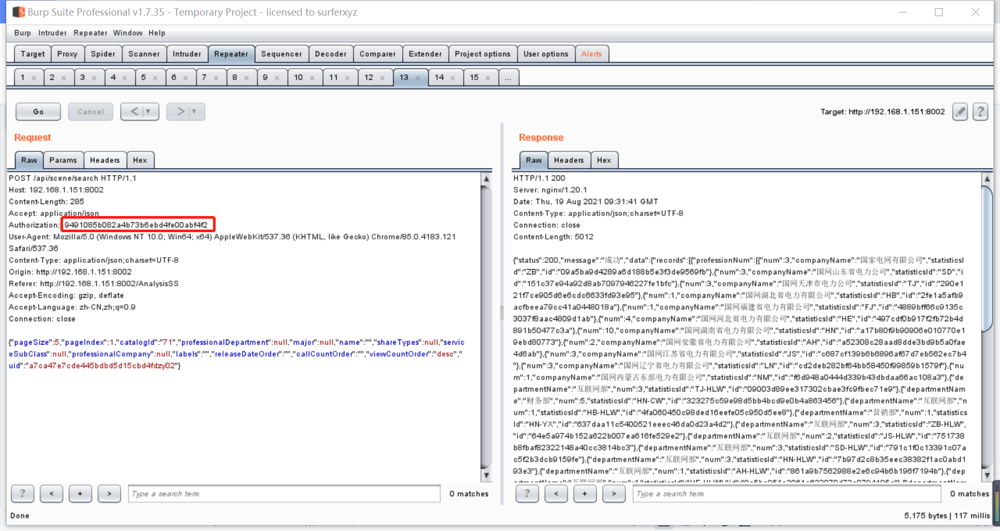 Burp Suite Professional v1.7.35 - Temporary Project - licensed to surferxyz
Burp Intruder Repeater Window Help
Target Proxy Spider Scanner Intruder Repeater Sequencer Decoder Comparer Extender Project options User options Alerts
1 × 2 × 3 × 4 × 5 × 6 × 7 × 8 × 9 × 10 × 11 × 12 × 13 × 14 × 15 × ...
Go Cancel < ▼ > ▼ Target: http://192.168.1.151:8002 ?
Request
Raw Params Headers Hex
POST /api/scene/search HTTP/1.1
Host: 192.168.1.151:8002
Content-Length: 285
Accept: application/json
Authorization: 9491085b082a4b73b6ebd4fe00abf4f2
User-Agent: Mozilla/5.0 (Windows NT 10.0; Win64; x64) AppleWebKit/537.36 (KHTML, like Gecko) Chrome/85.0.4183.121
Safari/537.36
Content-Type: application/json;charset=UTF-8
Origin: http://192.168.1.151:8002
Referer: http://192.168.1.151:8002/AnalysisSS
Accept-Encoding: gzip, deflate
Accept-Language: zh-CN,zh;q=0.9
Connection: close
{"pageSize":5,"pageIndex":1,"catalogId":"71","professionalDepartment":null,"major":null,"name":"","shareTypes":null,"servic
eSubClass":null,"professionalCompany":null,"labels":"","releaseDateOrder":"","callCountOrder":"","viewCountOrder":"desc","
uid":"a7ca47e7cde445bdbd5d15cbd4fdzy02"}
? < + > Type a search term 0 matches
Response
Raw Headers Hex
HTTP/1.1 200
Server: nginx/1.20.1
Date: Thu, 19 Aug 2021 09:31:41 GMT
Content-Type: application/json;charset=UTF-8
Connection: close
Content-Length: 5012
{"status":200,"message":"成功","data":{"records":[{"professionNum":[{"num":3,"companyName":"国家电网有限公司","statisticsI
d":"ZB","id":"09a5ba9d4289a6d188b5e3f3de9569fb"},{"num":3,"companyName":"国网山东省电力公司","statisticsId":"SD","i
d":"151c37e94a92d8ab7097946227fe1bfc"},{"num":3,"companyName":"国网天津市电力公司","statisticsId":"TJ","id":"290e1
21f7ce905d6e6cdc6633fd93e95"},{"num":1,"companyName":"国网湖北省电力有限公司","statisticsId":"HB","id":"2fe1a5afb9
acfbeea79cc41a0448018a"},{"num":1,"companyName":"国网福建省电力有限公司","statisticsId":"FJ","id":"4889bff66c9135c
3037f8aac4809d1ab"},{"num":4,"companyName":"国网河北省电力有限公司","statisticsId":"HE","id":"497cdf0b917f2fb72b4d
891b50477c3a"},{"num":10,"companyName":"国网湖南省电力有限公司","statisticsId":"HN","id":"a17b80f9b90906e010770e1
9ebd80773"},{"num":2,"companyName":"国网安徽省电力有限公司","statisticsId":"AH","id":"a52308c28aad8dde3bd9b5a0fae
4d6ab"},{"num":3,"companyName":"国网江苏省电力有限公司","statisticsId":"JS","id":"c687cf139b6b6896af67d7eb562ec7b4
"},{"num":3,"companyName":"国网辽宁省电力有限公司","statisticsId":"LN","id":"cd2deb282bf64bb58450f99859b1579f"},{"nu
m":1,"companyName":"国网内蒙古东部电力有限公司","statisticsId":"NM","id":"f6d948a0444d339b43dbdaa66ac108a3"},{"de
partmentName":"互联网部","num":3,"statisticsId":"TJ-HLW","id":"09003d89ee317302cbae3fc9fbec71e9"},{"departmentNam
e":"财务部","num":5,"statisticsId":"HN-CW","id":"323275c59e98d5bb4bcd9e0b4a863456"},{"departmentName":"互联网部","n
um":1,"statisticsId":"HB-HLW","id":"4fa060450c98ded16eefe05c950d5ee8"},{"departmentName":"营销部","num":1,"statistics
Id":"HN-YX","id":"637daa11c5400521eeec46da0d23a4d2"},{"departmentName":"互联网部","num":3,"statisticsId":"ZB-HLW",
"id":"64e5a974b152a622b007ea616fe529e2"},{"departmentName":"互联网部","num":2,"statisticsId":"JS-HLW","id":"751738
b8fbaf82322148a40cc3814bc3"},{"departmentName":"互联网部","num":3,"statisticsId":"SD-HLW","id":"791c1f0c13391c07a
c5f2b3dcb9159fe"},{"departmentName":"互联网部","num":3,"statisticsId":"HN-HLW","id":"7b97d2c8b35eec38382f1ac0abd1
93e3"},{"departmentName":"互联网部","num":1,"statisticsId":"AH-HLW","id":"861a9b7562988e2e6c94b6b196f7194b"},{"dep
? < + > Type a search term 0 matches
Done 5,175 bytes | 117 millis